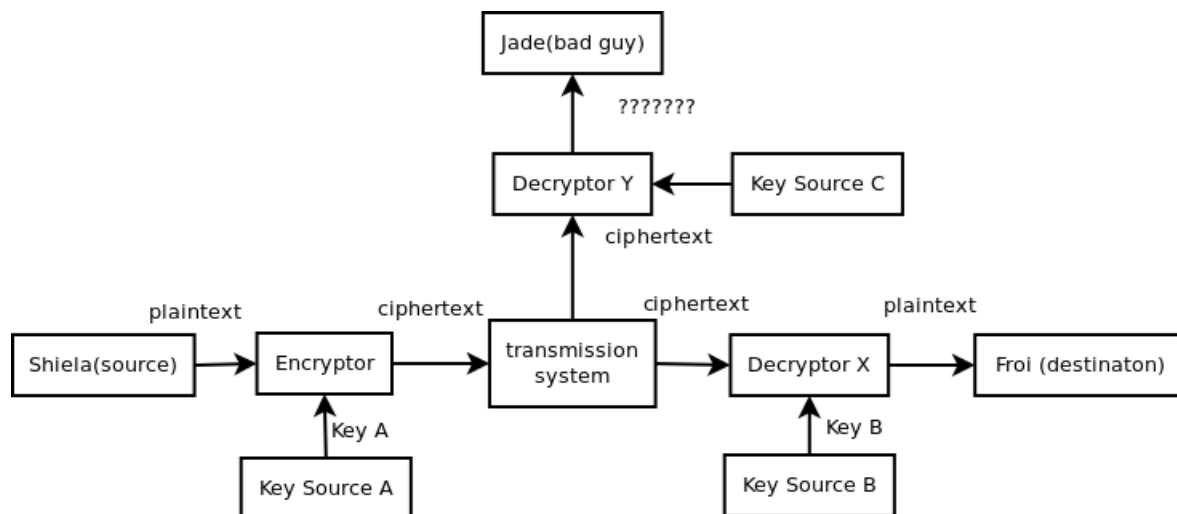 Jade(bad guy)
???????
Decryptor Y
Key Source C
ciphertext
plaintext
ciphertext
ciphertext
plaintext
Shiela(source)
Encryptor
transmission
system
Decryptor X
Froi (destinaton)
Key A
Key B
Key Source A
Key Source B